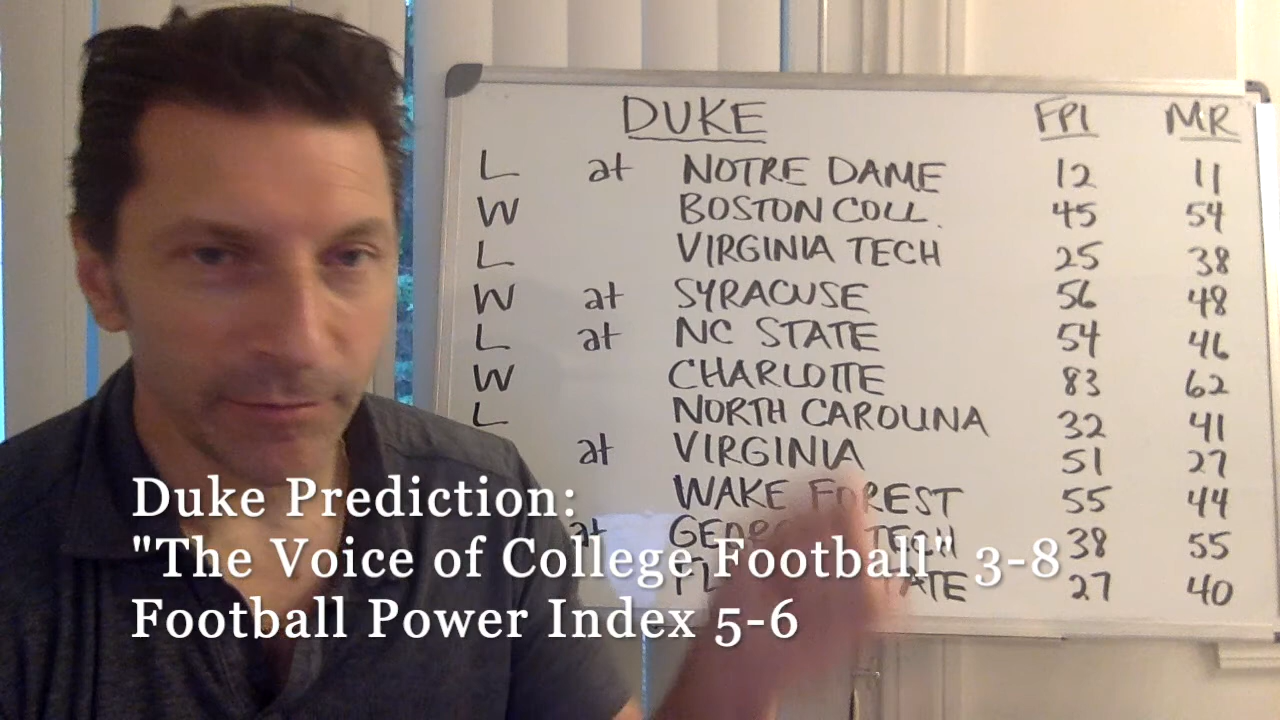 DUKE FPI MR
L at NOTRE DAME 12 11
W BOSTON COLL. 45 54
L VIRGINIA TECH 25 38
W at SYRACUSE 56 48
L at NC STATE 54 46
W CHARLOTTE 83 62
L NORTH CAROLINA 32 41
at VIRGINIA 51 27
WAKE FOREST 55 44
at TECH 38 55
27 40
Duke Prediction:
"The Voice of College Football" 3-8
Football Power Index 5-6